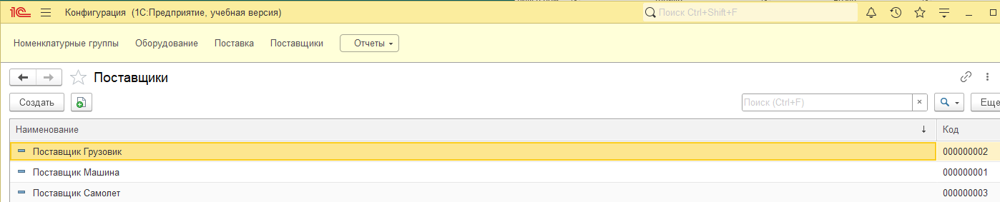 1С Конфигурация (1С:Предприятие, учебная версия) Поиск Ctrl+Shift+F
Номенклатурные группы Оборудование Поставка Поставщики Отчеты
Поставщики
Создать Поиск (Ctrl+F) × Еще
Наименование ↓ Код
Поставщик Грузовик 000000002
Поставщик Машина 000000001
Поставщик Самолет 000000003